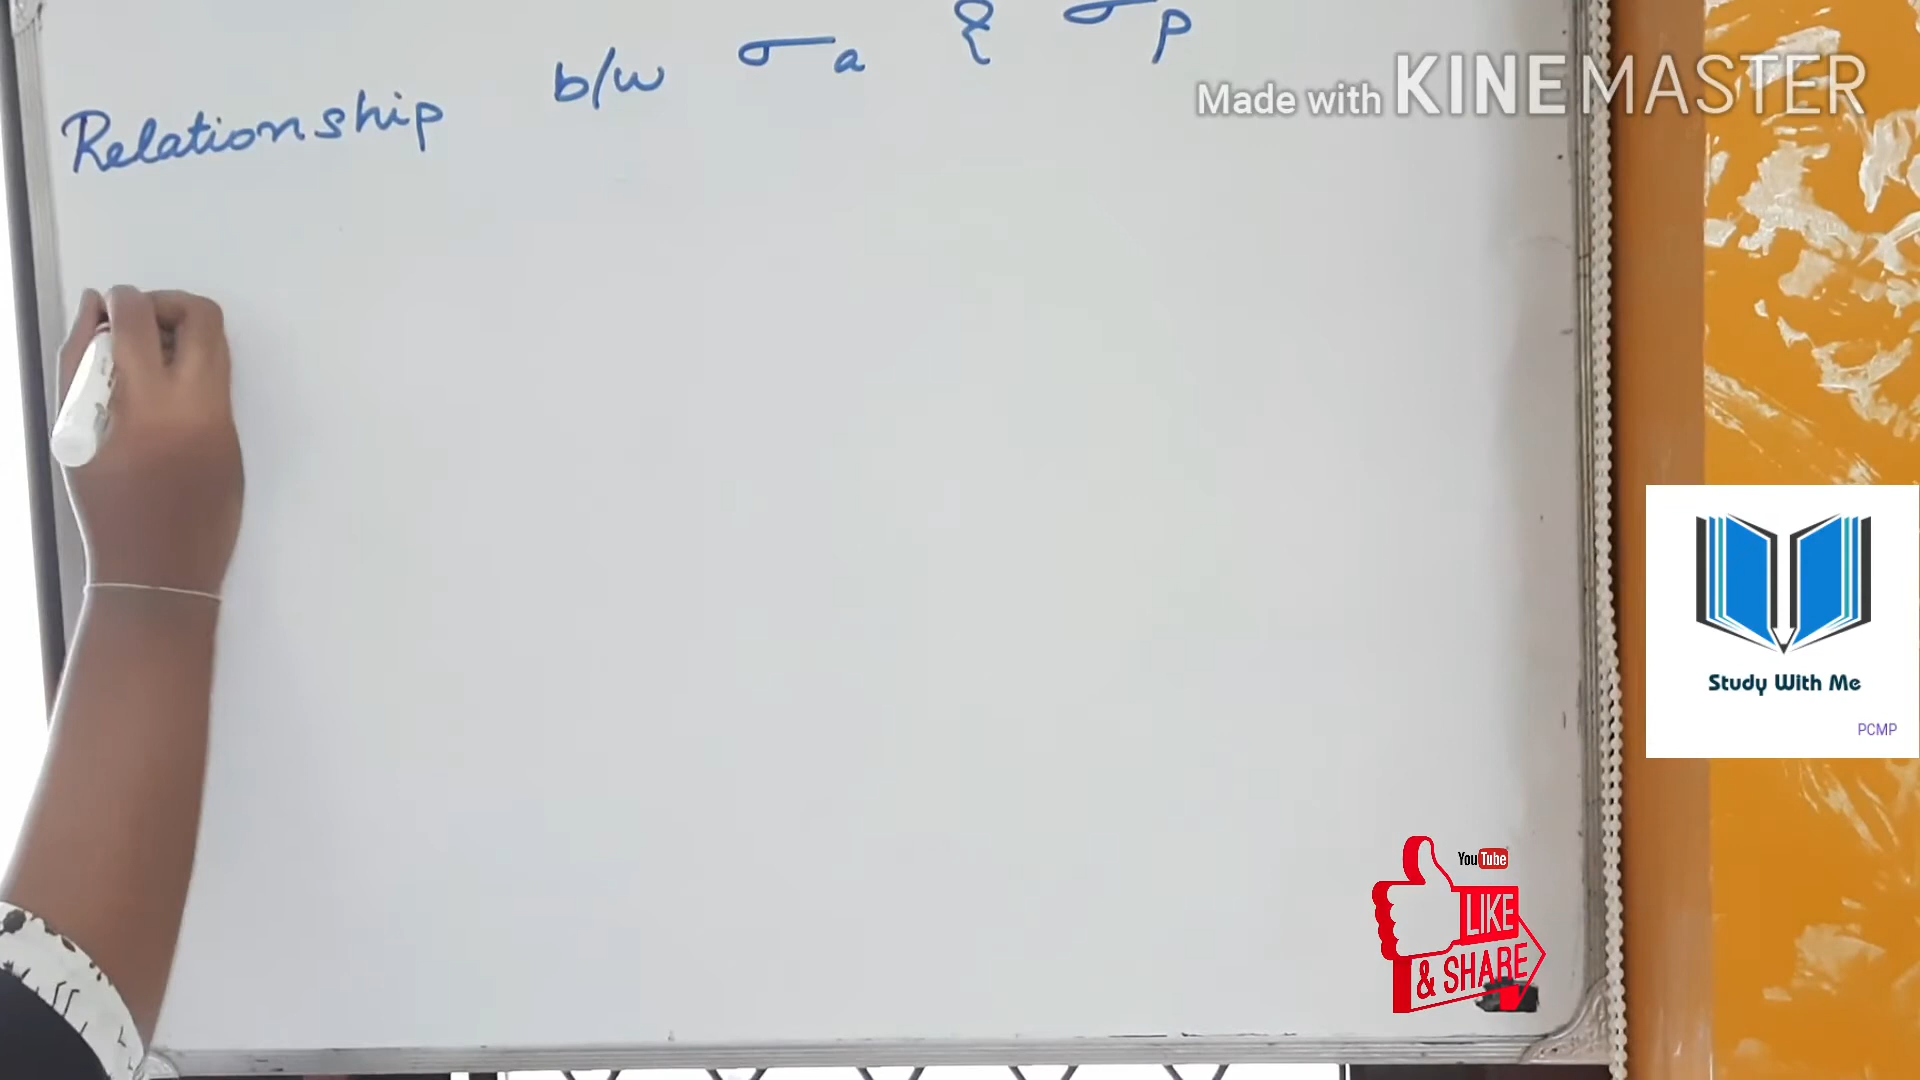 Relationship b/w σa & σp
Made with KINEMASTER
Study With Me
PCMP
YouTube
LIKE
& SHARE